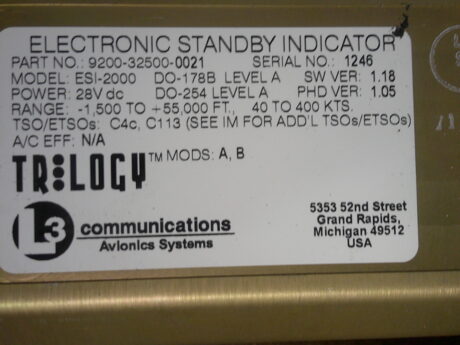 ELECTRONIC STANDBY INDICATOR
PART NO.: 9200-32500-0021 SERIAL NO.: 1246
MODEL: ESI-2000 DO-178B LEVEL A SW VER: 1.18
POWER: 28V dc DO-254 LEVEL A PHD VER: 1.05
RANGE: -1,500 TO +55,000 FT., 40 TO 400 KTS.
TSO/ETSOs: C4c, C113 (SEE IM FOR ADD'L TSOs/ETSOs)
A/C EFF: N/A
TRILOGY™ MODS: A, B
L3 communications
Avionics Systems
5353 52nd Street
Grand Rapids,
Michigan 49512
USA